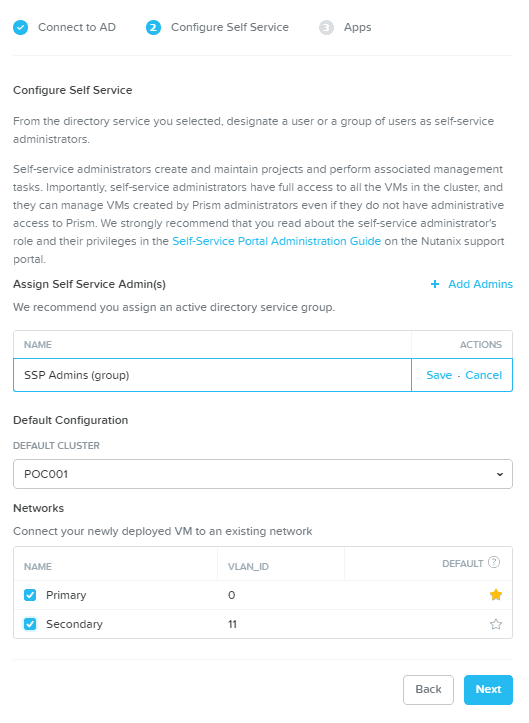 Connect to AD 2 Configure Self Service 3 Apps
Configure Self Service
From the directory service you selected, designate a user or a group of users as self-service
administrators.
Self-service administrators create and maintain projects and perform associated management
tasks. Importantly, self-service administrators have full access to all the VMs in the cluster, and
they can manage VMs created by Prism administrators even if they do not have administrative
access to Prism. We strongly recommend that you read about the self-service administrator's
role and their privileges in the Self-Service Portal Administration Guide on the Nutanix support
portal.
Assign Self Service Admin(s) + Add Admins
We recommend you assign an active directory service group.
NAME ACTIONS
SSP Admins (group) Save · Cancel
Default Configuration
DEFAULT CLUSTER
POC001
Networks
Connect your newly deployed VM to an existing network
NAME VLAN_ID DEFAULT ?
Primary 0
Secondary 11
Back Next